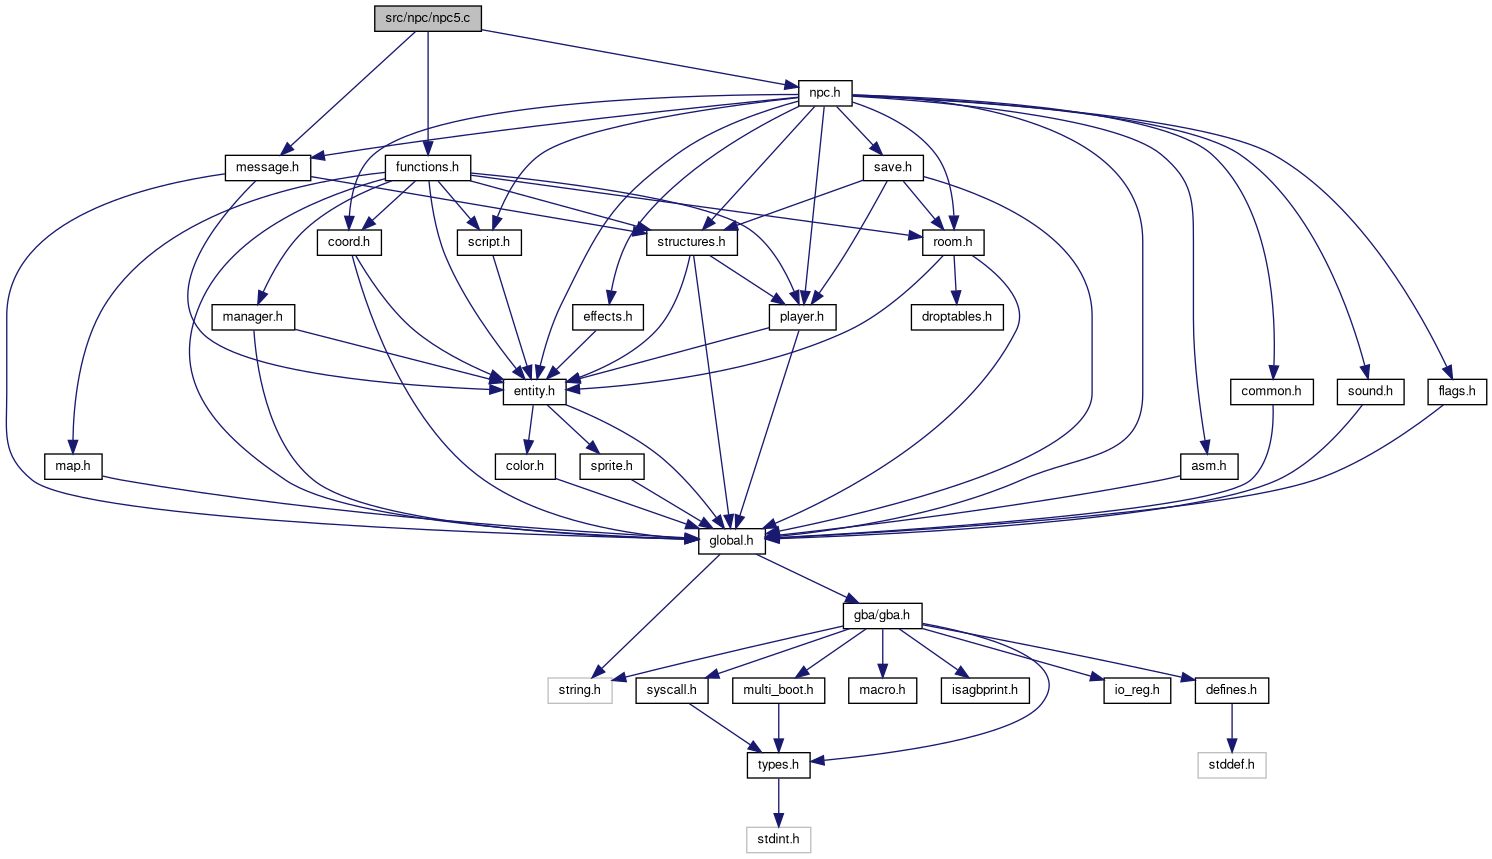 src/npc/npc5.c
npc.h
message.h
functions.h
save.h
coord.h
script.h
structures.h
room.h
manager.h
effects.h
player.h
droptables.h
entity.h
common.h
sound.h
flags.h
map.h
color.h
sprite.h
asm.h
global.h
gba/gba.h
string.h
syscall.h
multi_boot.h
macro.h
isagbprint.h
io_reg.h
defines.h
types.h
stddef.h
stdint.h